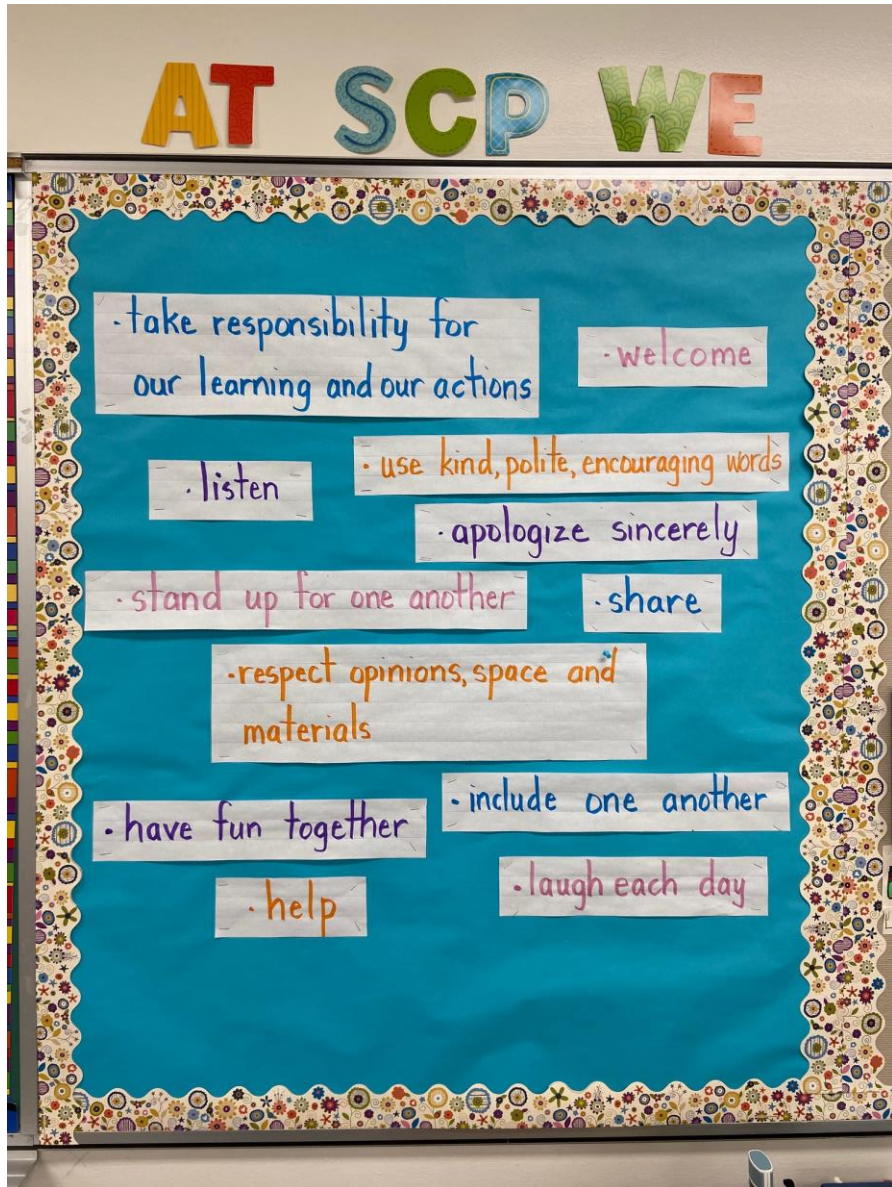 AT SCP WE
· take responsibility for
our learning and our actions
· welcome
· listen
· use kind, polite, encouraging words
· apologize sincerely
· stand up for one another
· share
· respect opinions, space and
materials
· include one another
· have fun together
· laugh each day
· help